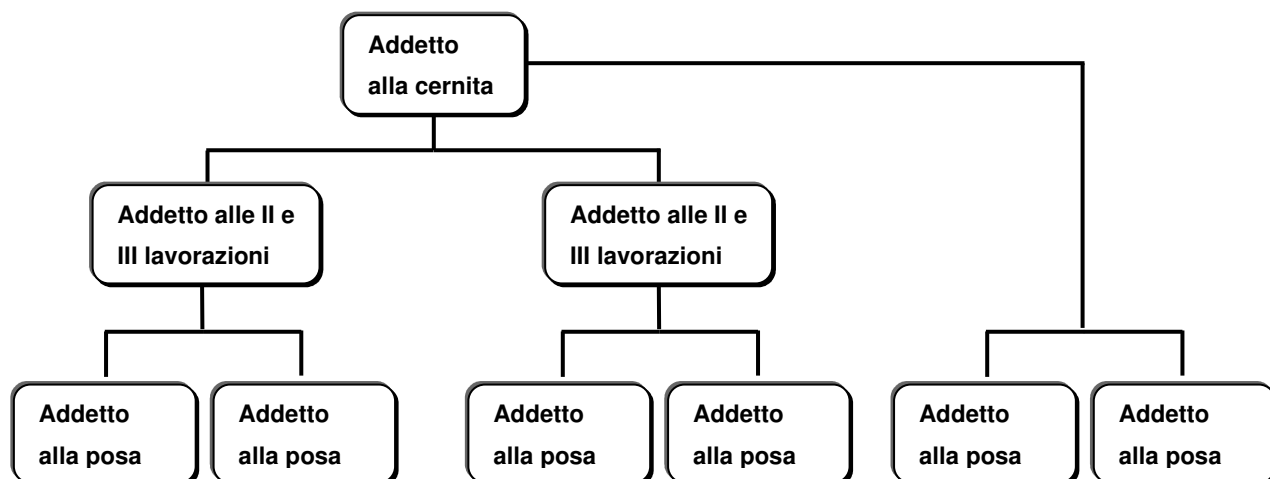 Addetto
alla cernita
Addetto alle II e
III lavorazioni
Addetto alle II e
III lavorazioni
Addetto
alla posa
Addetto
alla posa
Addetto
alla posa
Addetto
alla posa
Addetto
alla posa
Addetto
alla posa